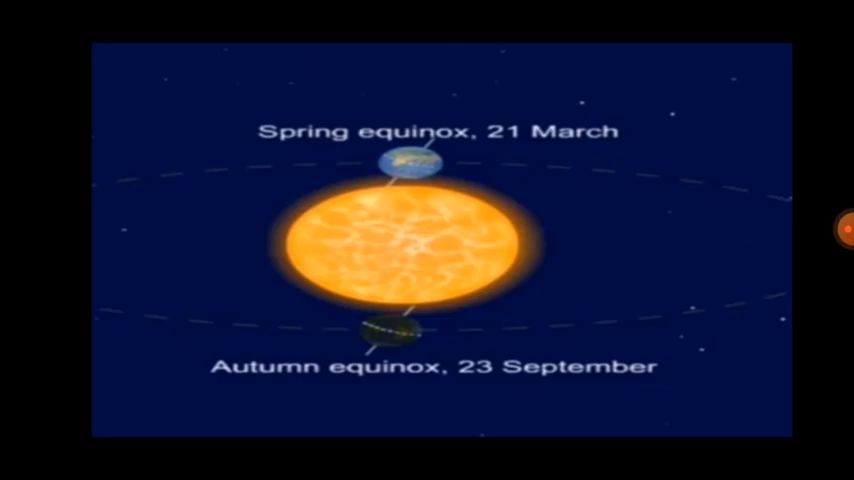 Spring equinox, 21 March
Autumn equinox, 23 September